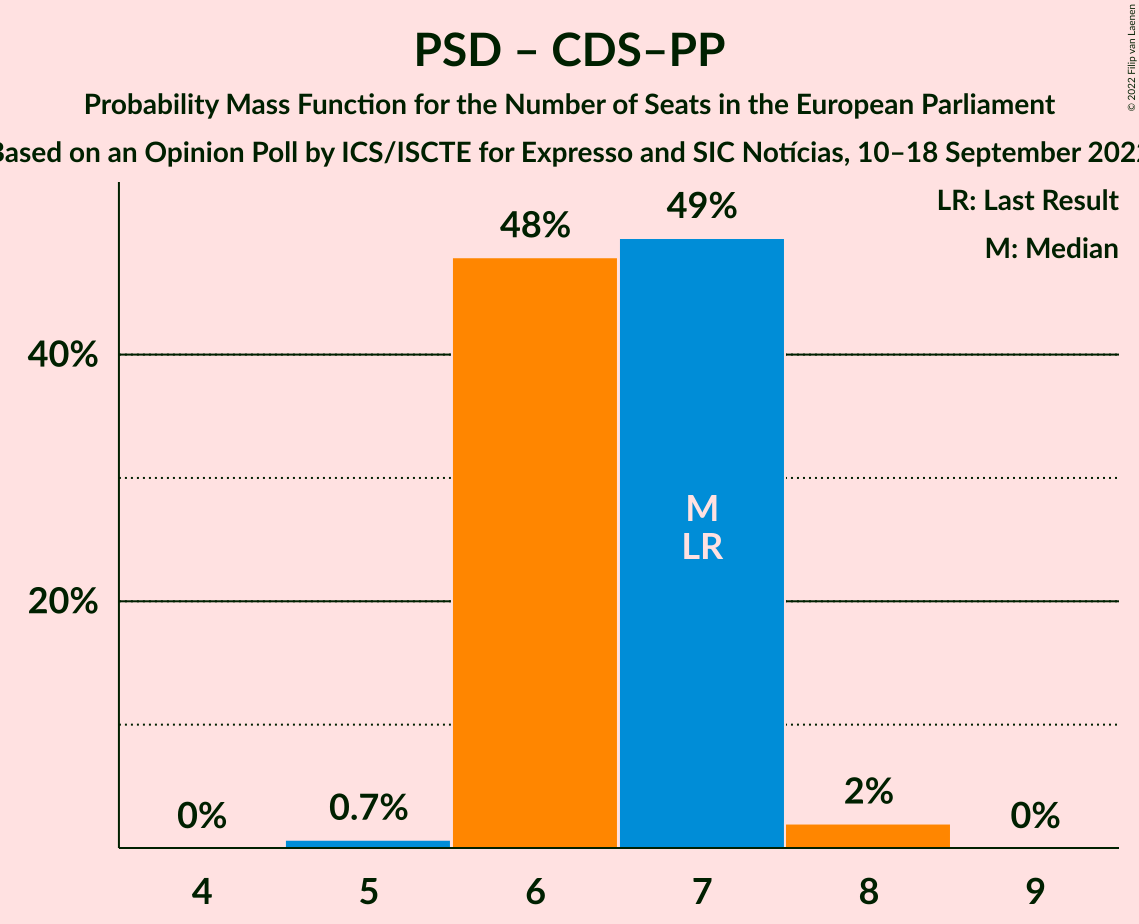 PSD – CDS–PP
Probability Mass Function for the Number of Seats in the European Parliament
Based on an Opinion Poll by ICS/ISCTE for Expresso and SIC Notícias, 10–18 September 2022
© 2022 Filip van Laenen
LR: Last Result
M: Median
49%
48%
40%
M
LR
20%
2%
0.7%
0%
0%
4 5 6 7 8 9